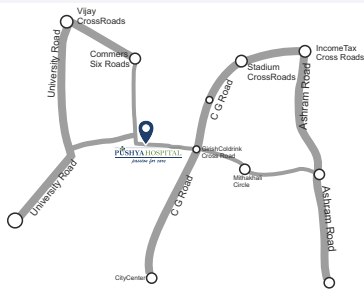 Vijay
CrossRoads
University Road
Commers
Six Roads
Stadium
CrossRoads
IncomeTax
Cross Roads
Ashram Road
C G Road
PUSHYA HOSPITAL
passion for care
GirishColdrink
Cross Road
Mithakhali
Circle
University Road
C G Road
Ashram Road
CityCenter